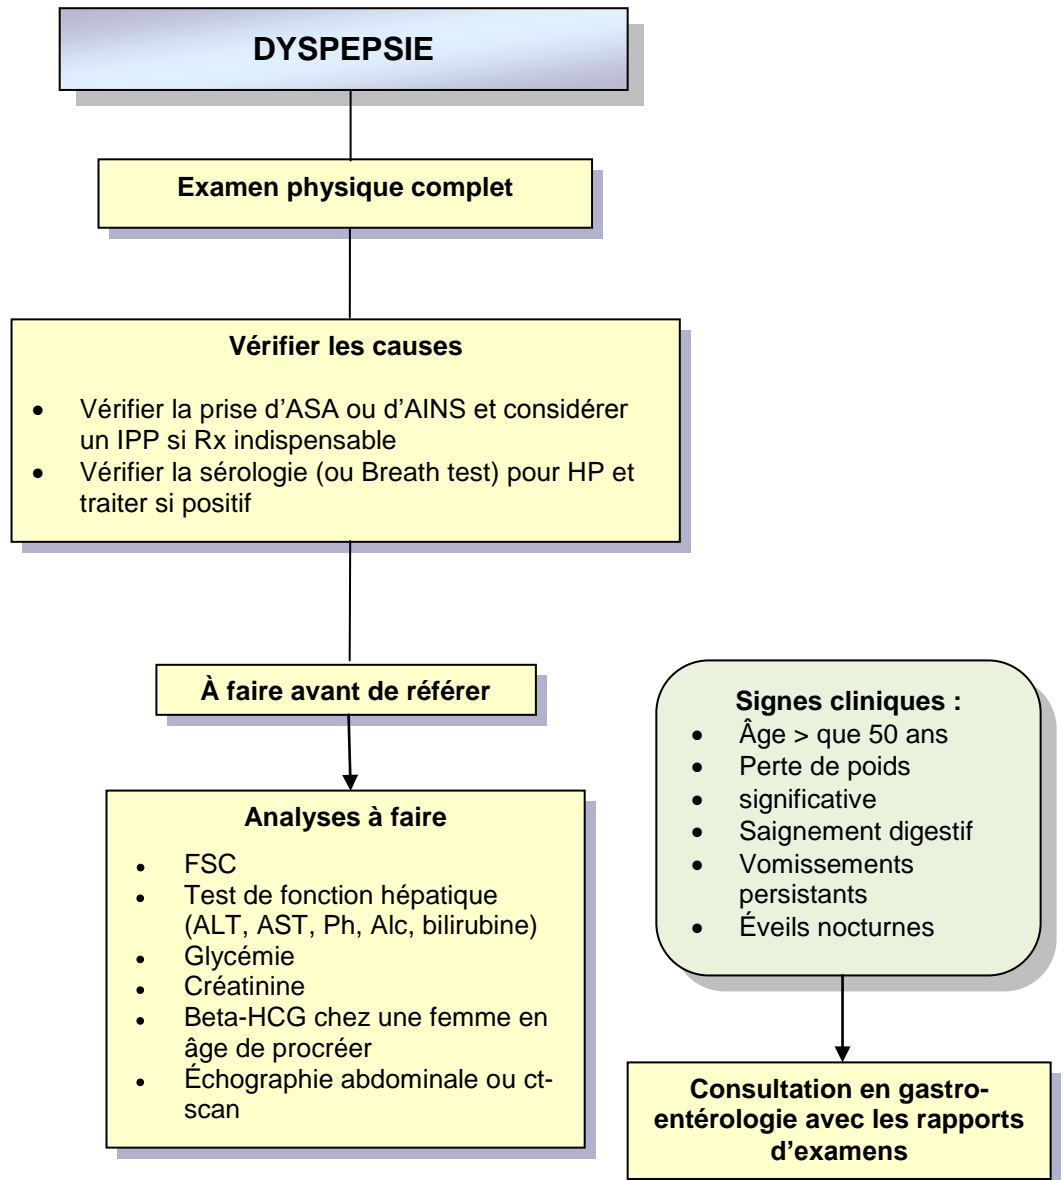 DYSPEPSIE
Examen physique complet
Vérifier les causes
• Vérifier la prise d’ASA ou d’AINS et considérer
un IPP si Rx indispensable
• Vérifier la sérologie (ou Breath test) pour HP et
traiter si positif
À faire avant de référer
Analyses à faire
• FSC
• Test de fonction hépatique
(ALT, AST, Ph, Alc, bilirubine)
• Glycémie
• Créatinine
• Beta-HCG chez une femme en
âge de procréer
• Échographie abdominale ou ct-
scan
Signes cliniques :
• Âge > que 50 ans
• Perte de poids
• significative
• Saignement digestif
• Vomissements
persistants
• Éveils nocturnes
Consultation en gastro-
entérologie avec les rapports
d’examens